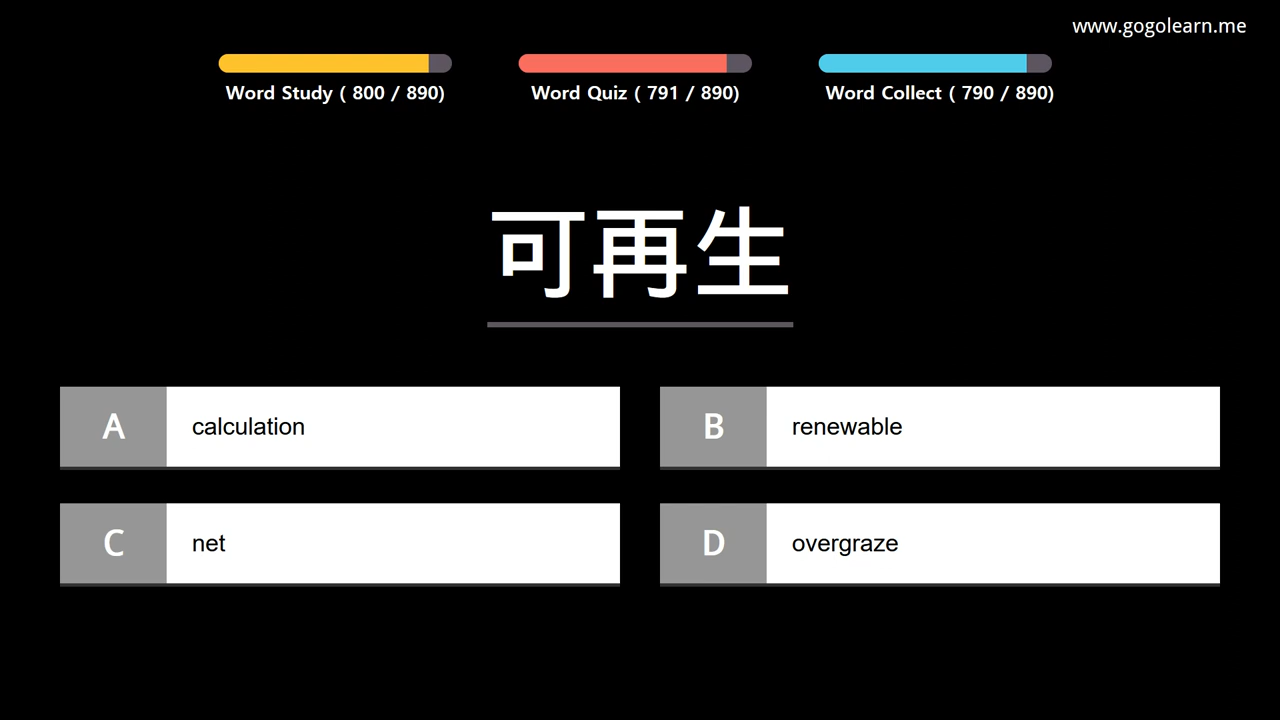 www.gogolearn.me
Word Study ( 800 / 890)
Word Quiz ( 791 / 890)
Word Collect ( 790 / 890)
可再生
A calculation
B renewable
C net
D overgraze